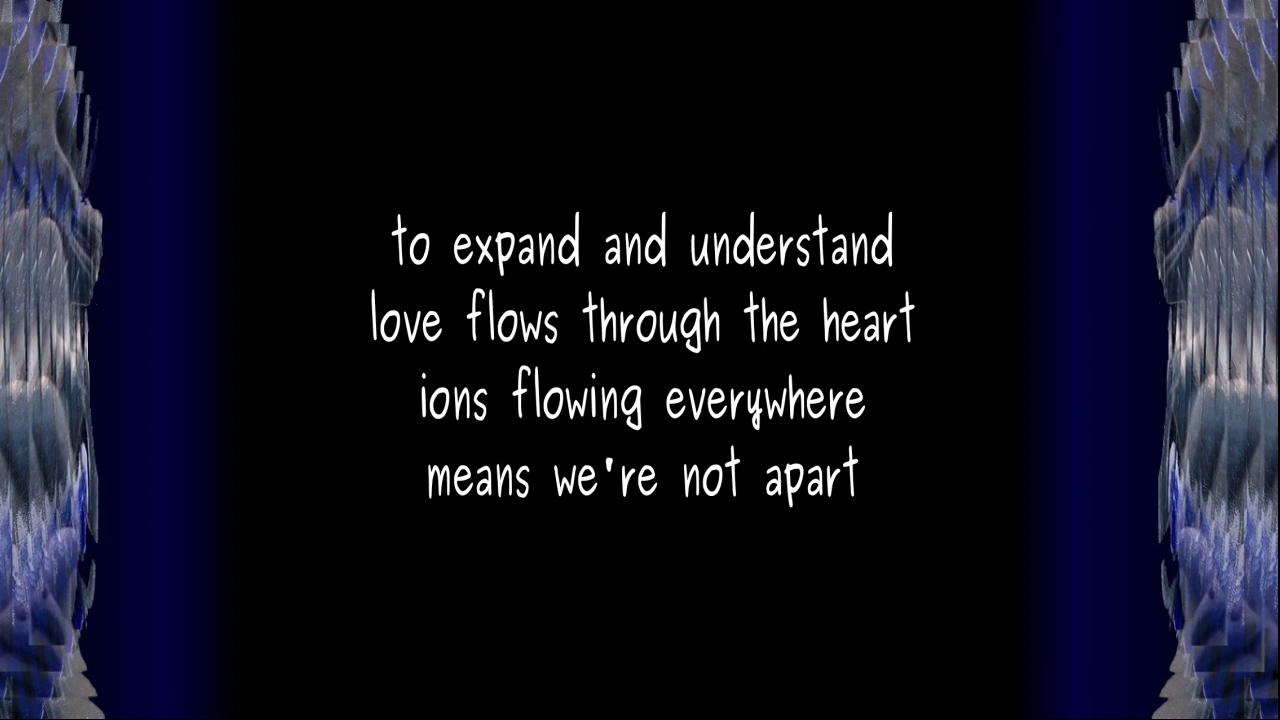 to expand and understand
love flows through the heart
ions flowing everywhere
means we're not apart